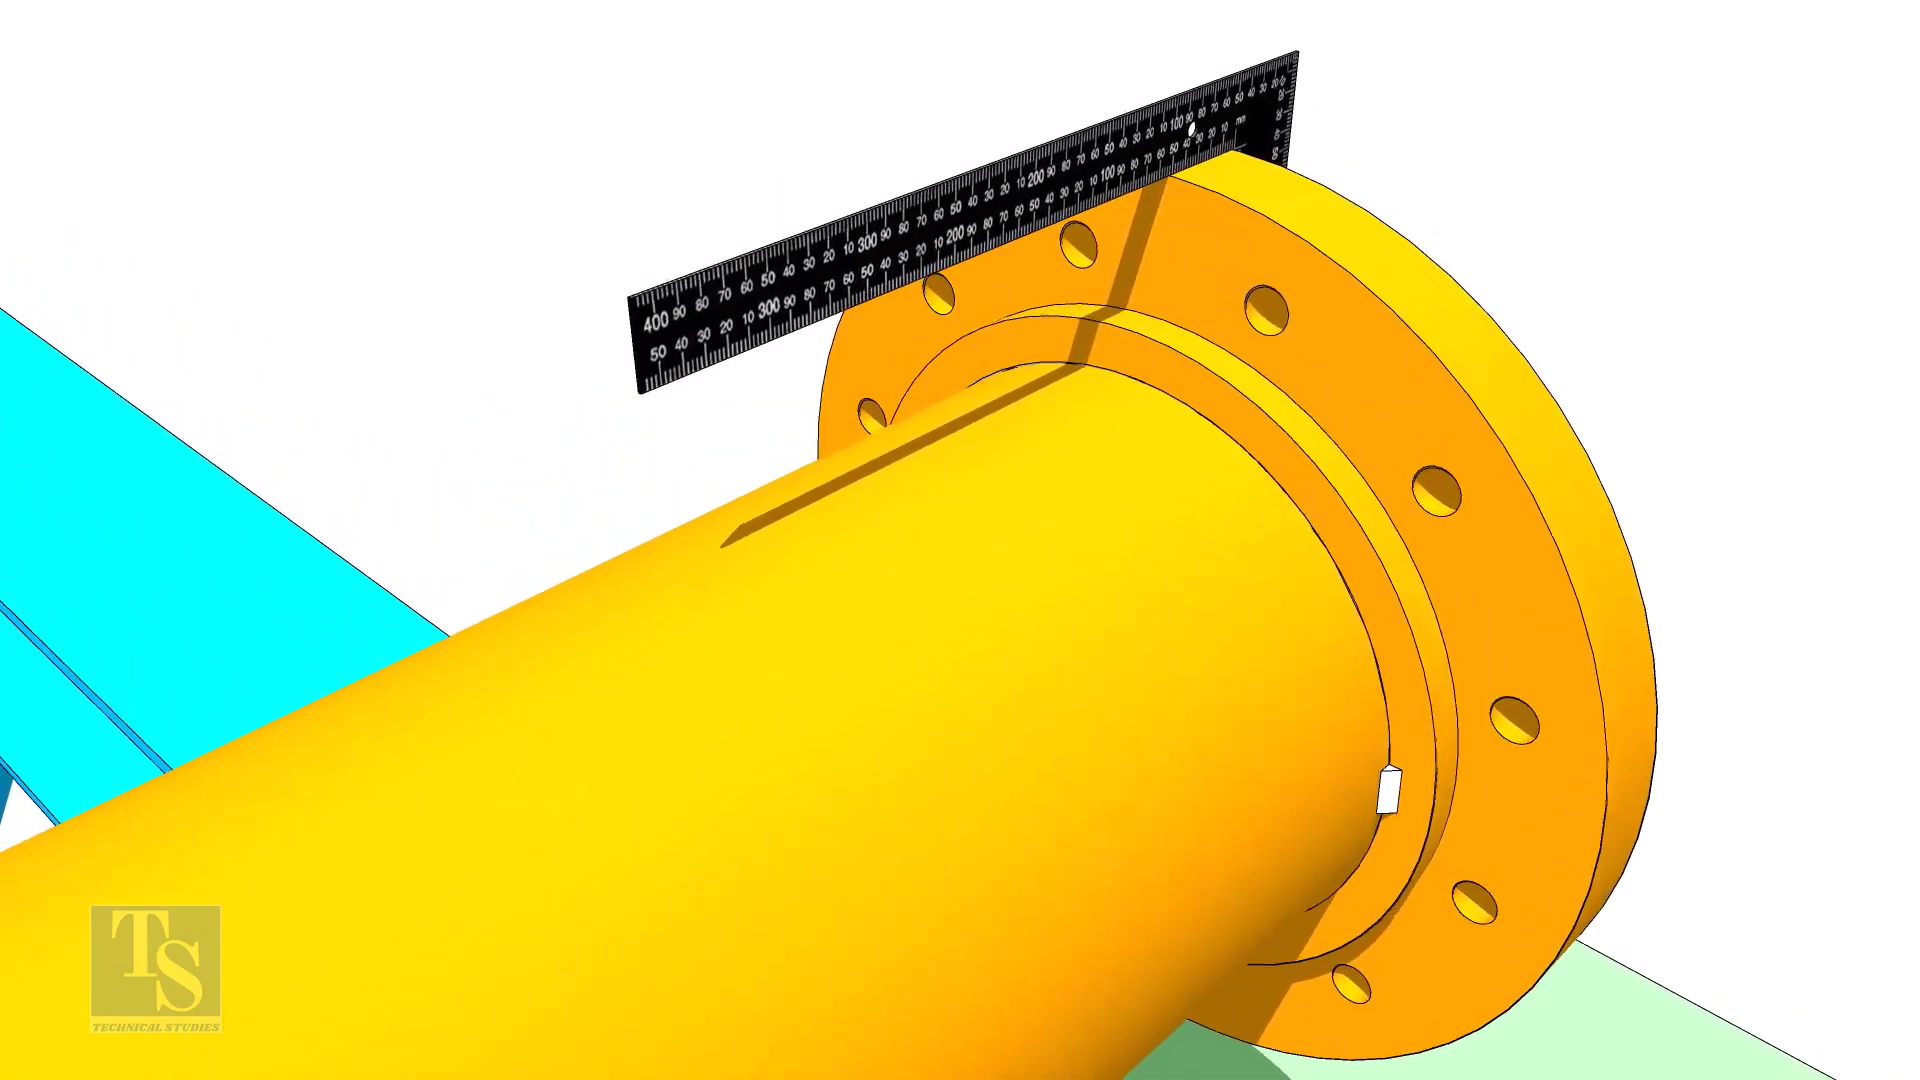 400 90 80 70 60 50 40 30 20 10 300 90 80 70 60 50 40 30 20 10 200 90 80 70 60 50 40 30 20 10 100 90 80 70 60 50 40 30 20
50 40 30 20 10 300 90 80 70 60 50 40 30 20 10 200 90 80 70 60 50 40 30 20 10 100 90 80 70 60 50 40 30 20 10 mm
20 30 40 50
TS
TECHNICAL STUDIES